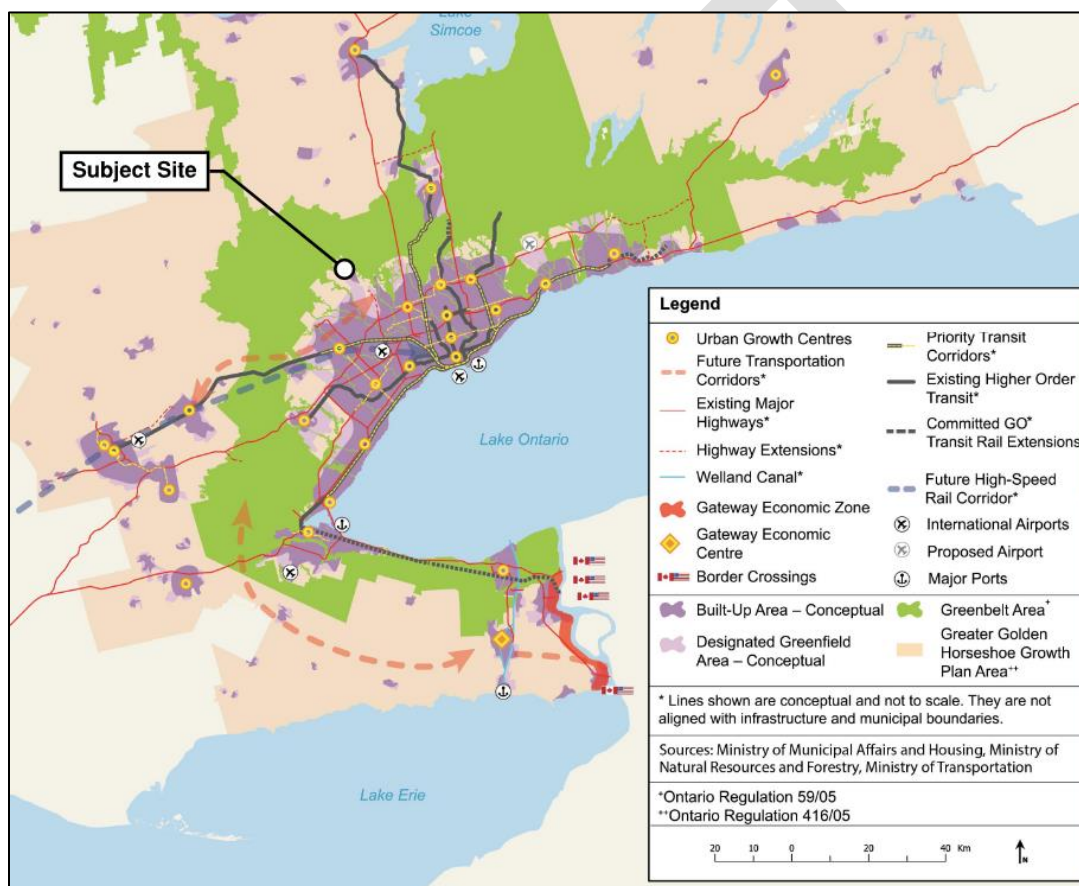 Lake
Simcoe
Subject Site
Lake Ontario
Lake Erie
Legend
Urban Growth Centres
Future Transportation
Corridors*
Existing Major
Highways*
Highway Extensions*
Welland Canal*
Gateway Economic Zone
Gateway Economic
Centre
Border Crossings
Priority Transit
Corridors*
Existing Higher Order
Transit*
Committed GO*
Transit Rail Extensions
Future High-Speed
Rail Corridor*
International Airports
Proposed Airport
Major Ports
Built-Up Area – Conceptual
Designated Greenfield
Area – Conceptual
Greenbelt Area+
Greater Golden
Horseshoe Growth
Plan Area++
* Lines shown are conceptual and not to scale. They are not
aligned with infrastructure and municipal boundaries.
Sources: Ministry of Municipal Affairs and Housing, Ministry of
Natural Resources and Forestry, Ministry of Transportation
+Ontario Regulation 59/05
++Ontario Regulation 416/05
20 10 0 20 40 Km
N